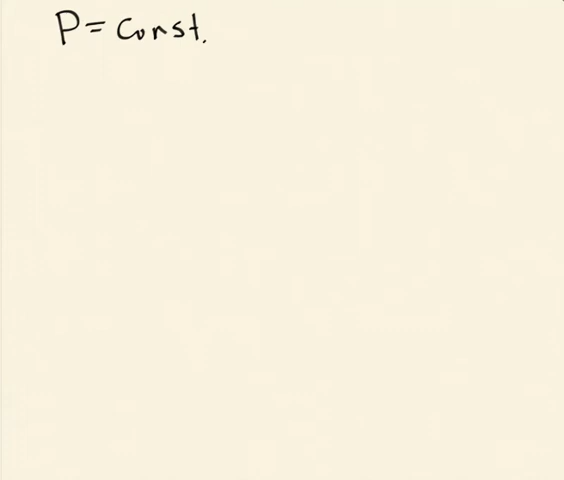 P = const.